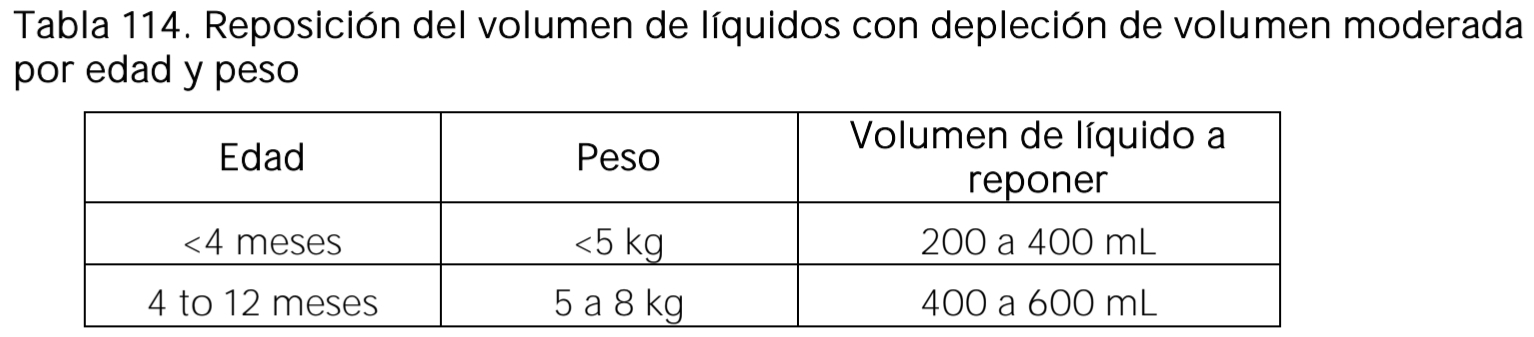 Tabla 114. Reposición del volumen de líquidos con depleción de volumen moderada
por edad y peso
Edad Peso Volumen de líquido a
reponer
<4 meses <5 kg 200 a 400 mL
4 to 12 meses 5 a 8 kg 400 a 600 mL